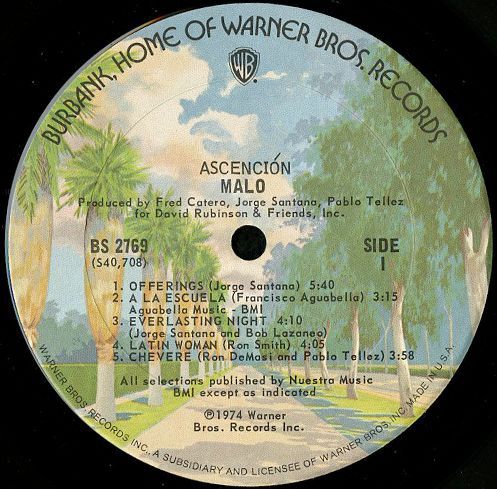 BURBANK, HOME OF WARNER BROS. RECORDS
WB
ASCENCIÓN
MALO
Produced by Fred Catero, Jorge Santana, Pablo Tellez
for David Rubinson & Friends, Inc.
BS 2769
(S40,708)
SIDE
1
1. OFFERINGS (Jorge Santana) 5:40
2. A LA ESCUELA (Francisco Aguabella) 3:15
Aguabella Music - BMI
3. EVERLASTING NIGHT 4:10
(Jorge Santana and Bob Lazaneo)
4. LATIN WOMAN (Ron Smith) 4:05
5. CHEVERE (Ron DeMasi and Pablo Tellez) 3:58
All selections published by Nuestra Music
BMI except as indicated
℗1974 Warner
Bros. Records Inc.
WARNER BROS. RECORDS INC., A SUBSIDIARY AND LICENSEE OF WARNER BROS. INC. MADE IN U.S.A.